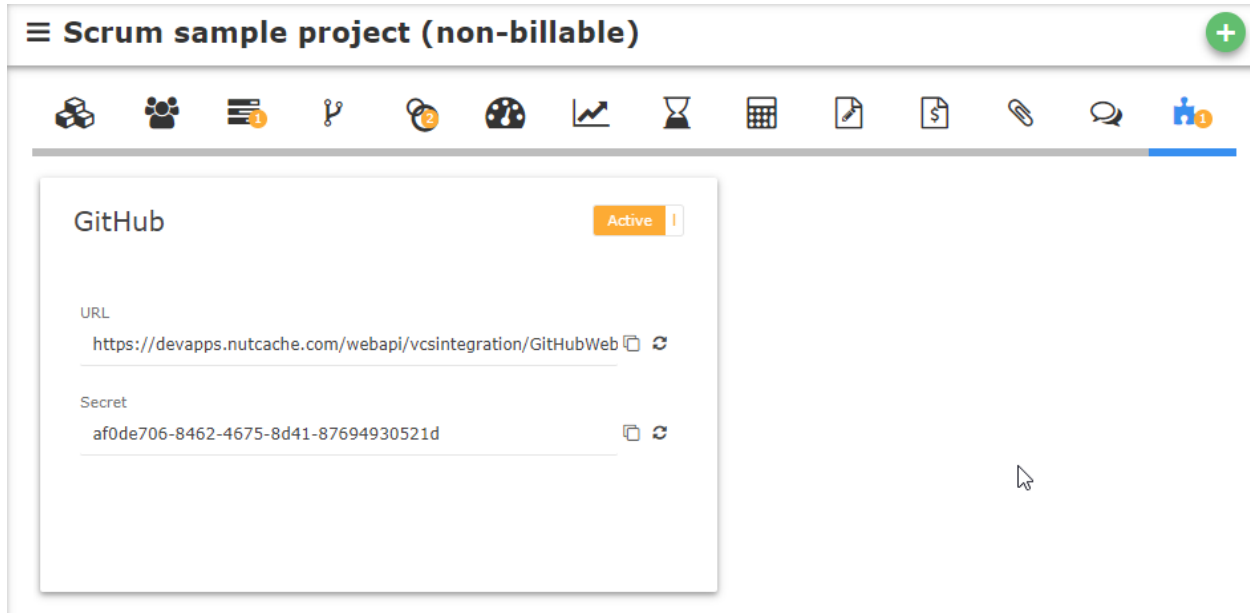 Scrum sample project (non-billable)
1
2
1
GitHub
Active
URL
https://devapps.nutcache.com/webapi/vcsintegration/GitHubWeb
Secret
af0de706-8462-4675-8d41-87694930521d